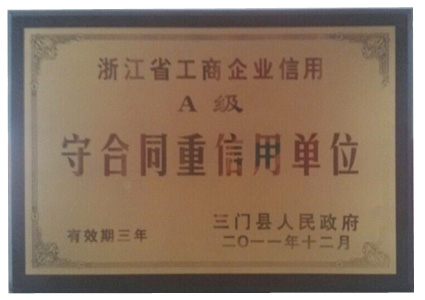 浙江省工商企业信用
A 级
守合同重信用单位
三门县人民政府
有效期三年
二〇一一年十二月